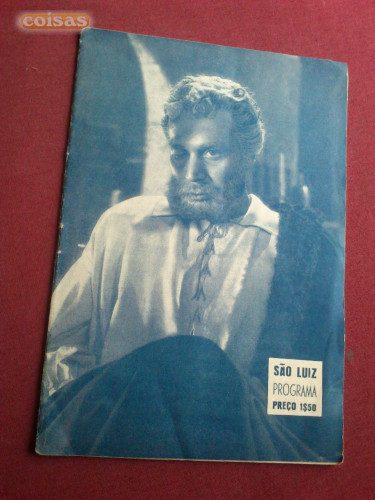 coisas
SÃO LUIZ
PROGRAMA
PREÇO 1$50